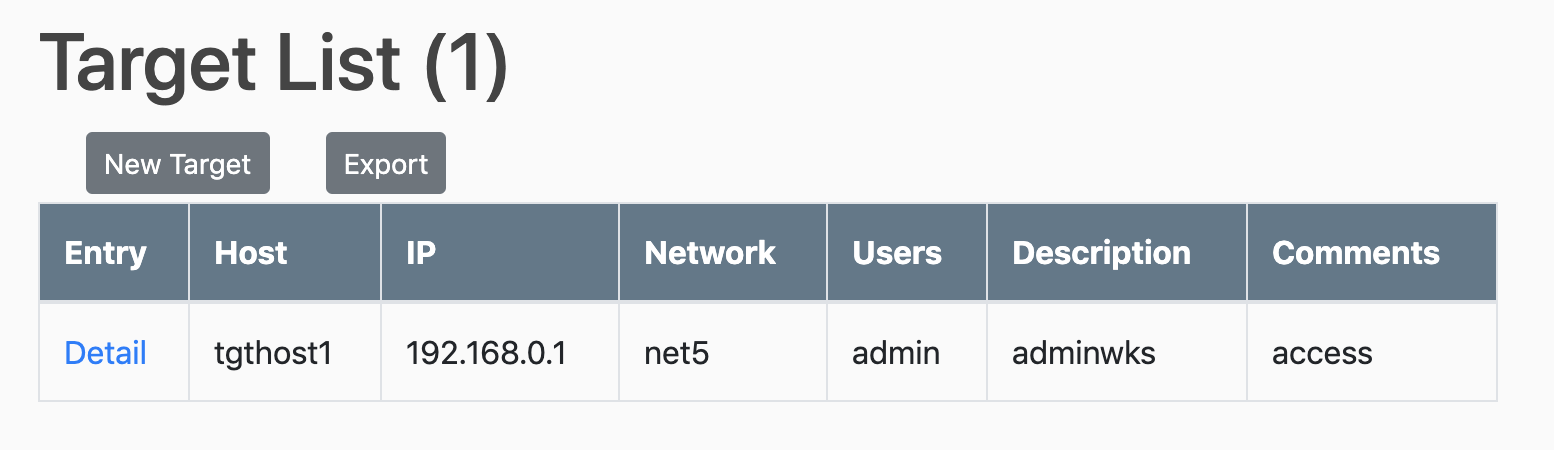 Target List (1)
New Target Export
Entry Host IP Network Users Description Comments
Detail tgthost1 192.168.0.1 net5 admin adminwks access